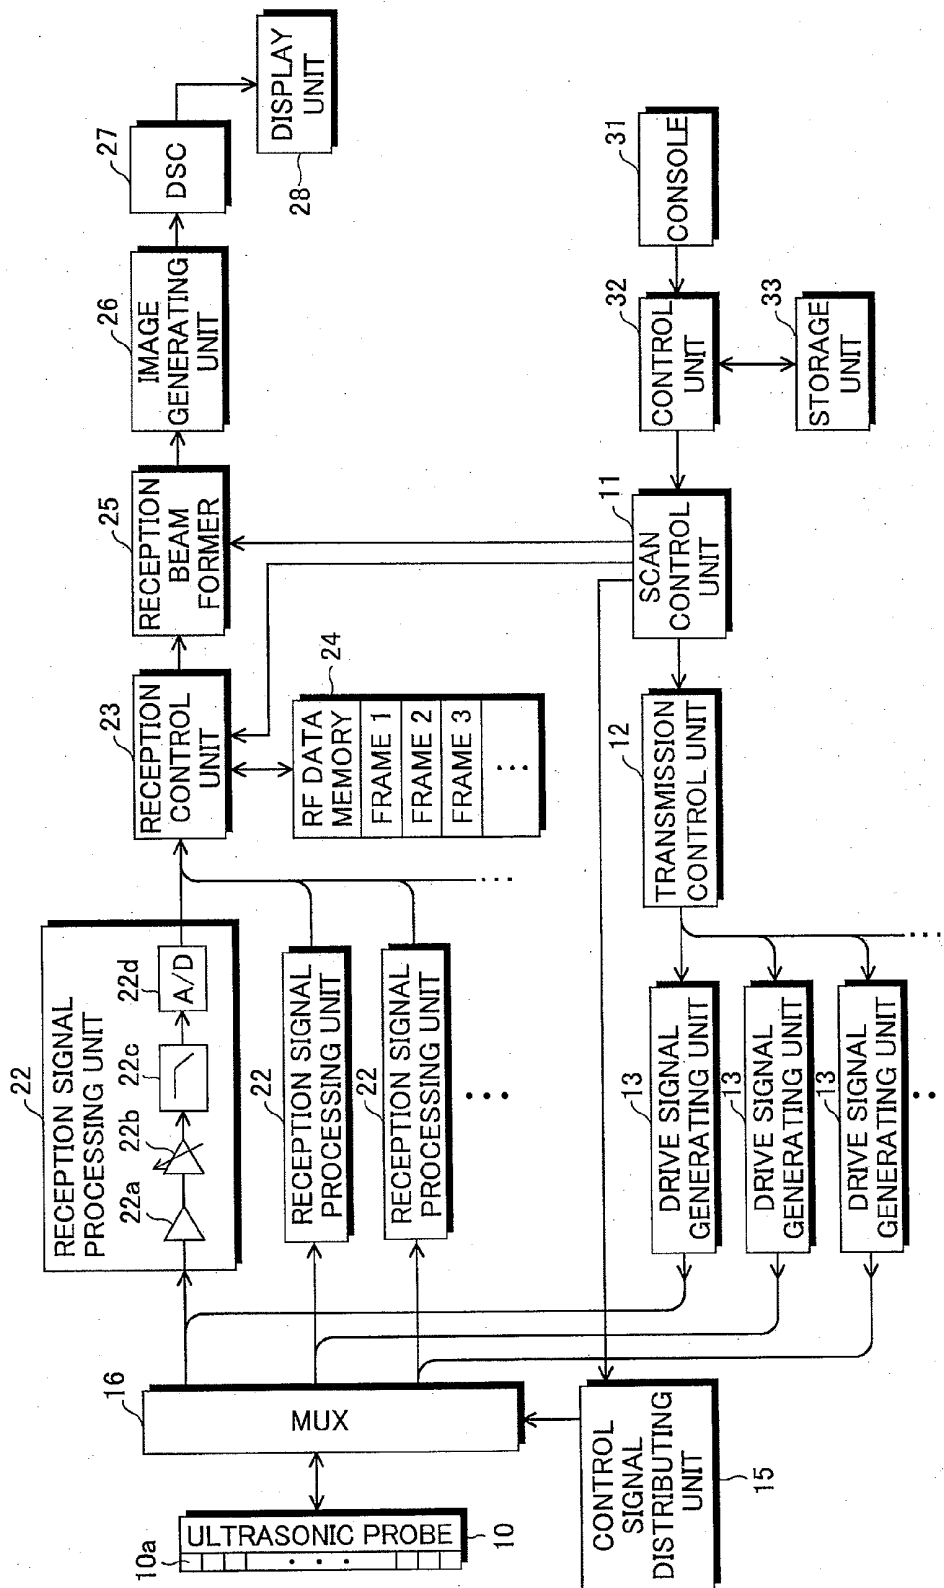 22
RECEPTION SIGNAL
PROCESSING UNIT
22a
22b
22c
22d
A/D
22
RECEPTION SIGNAL
PROCESSING UNIT
22
RECEPTION SIGNAL
PROCESSING UNIT
...
...
23
RECEPTION
CONTROL
UNIT
24
RF DATA
MEMORY
FRAME 1
FRAME 2
FRAME 3
...
25
RECEPTION
BEAM
FORMER
26
IMAGE
GENERATING
UNIT
27
DSC
28
DISPLAY
UNIT
16
MUX
10a
...
ULTRASONIC PROBE
10
CONTROL
SIGNAL
DISTRIBUTING
UNIT
15
13
DRIVE SIGNAL
GENERATING UNIT
13
DRIVE SIGNAL
GENERATING UNIT
13
DRIVE SIGNAL
GENERATING UNIT
...
...
12
TRANSMISSION
CONTROL UNIT
11
SCAN
CONTROL
UNIT
32
CONTROL
UNIT
31
CONSOLE
33
STORAGE
UNIT